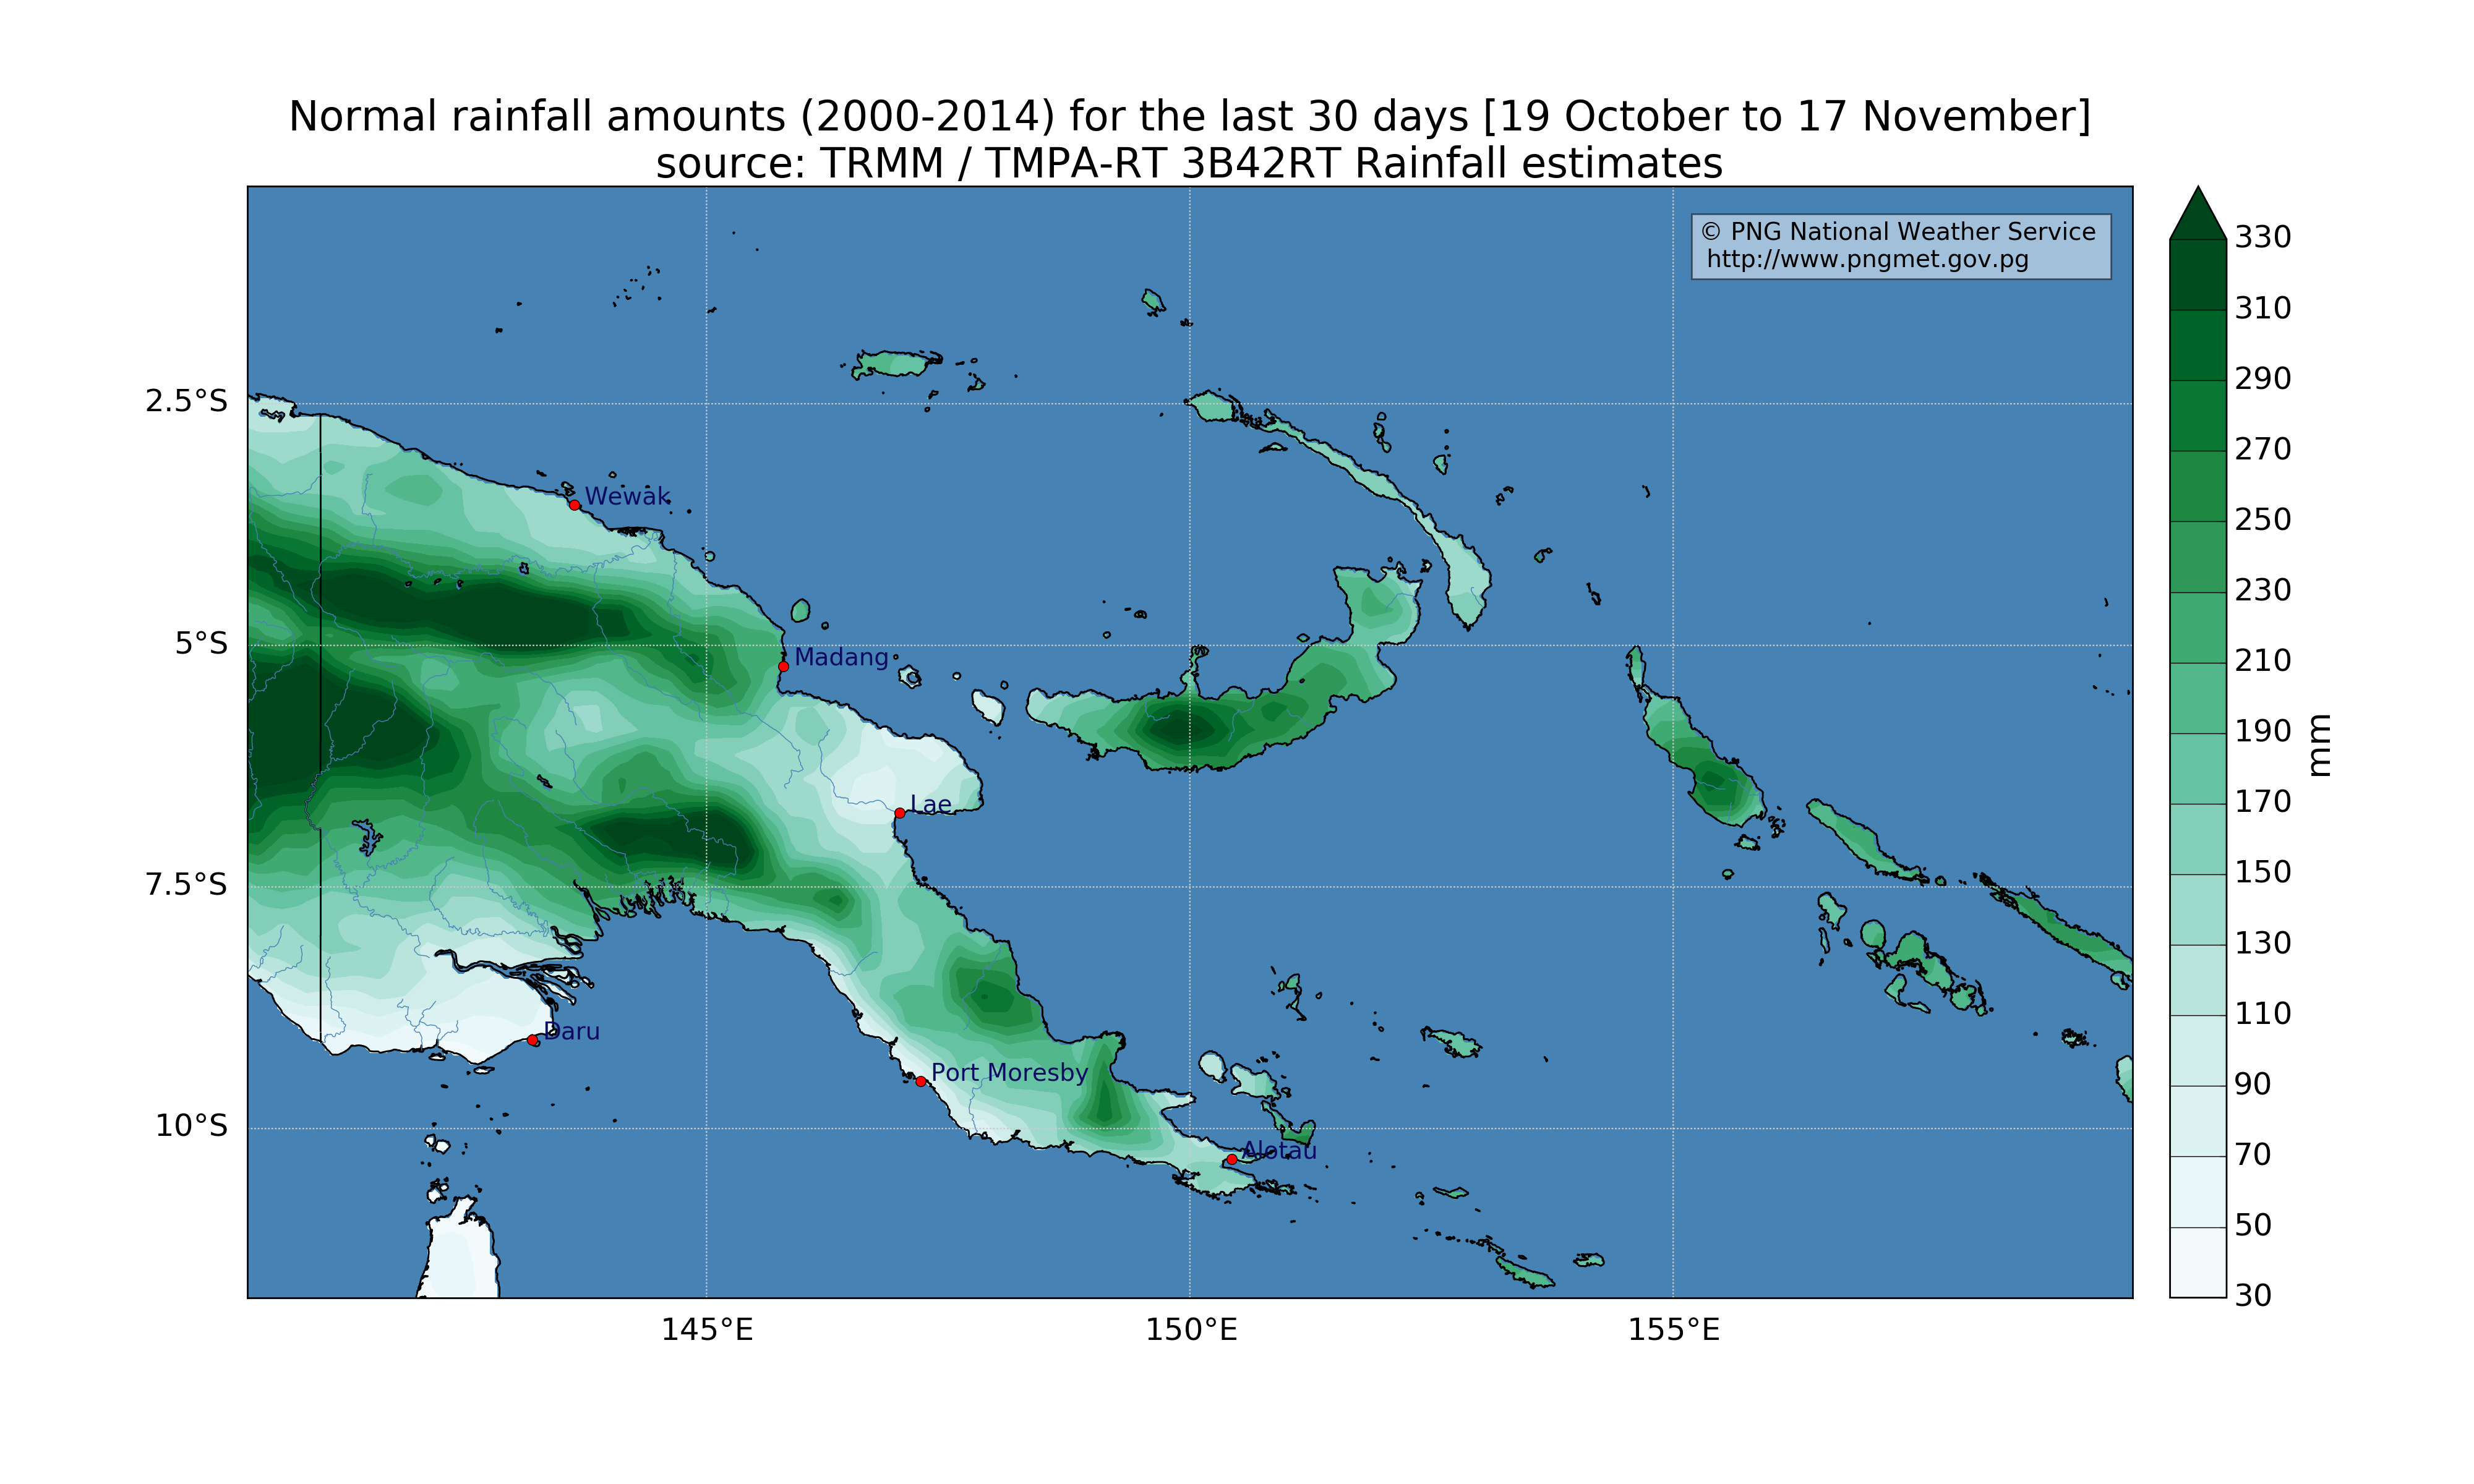 Normal rainfall amounts (2000-2014) for the last 30 days [19 October to 17 November]
source: TRMM / TMPA-RT 3B42RT Rainfall estimates
© PNG National Weather Service
http://www.pngmet.gov.pg
330
310
290
270
250
230
210
190
170
150
130
110
90
70
50
30
mm
2.5°S
5°S
7.5°S
10°S
Wewak
Madang
Lae
Daru
Port Moresby
Alotau
145°E
150°E
155°E